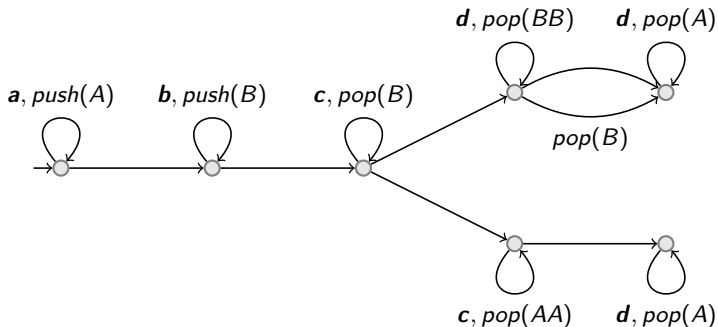 d, pop(BB)
d, pop(A)
a, push(A)
b, push(B)
c, pop(B)
pop(B)
c, pop(AA)
d, pop(A)